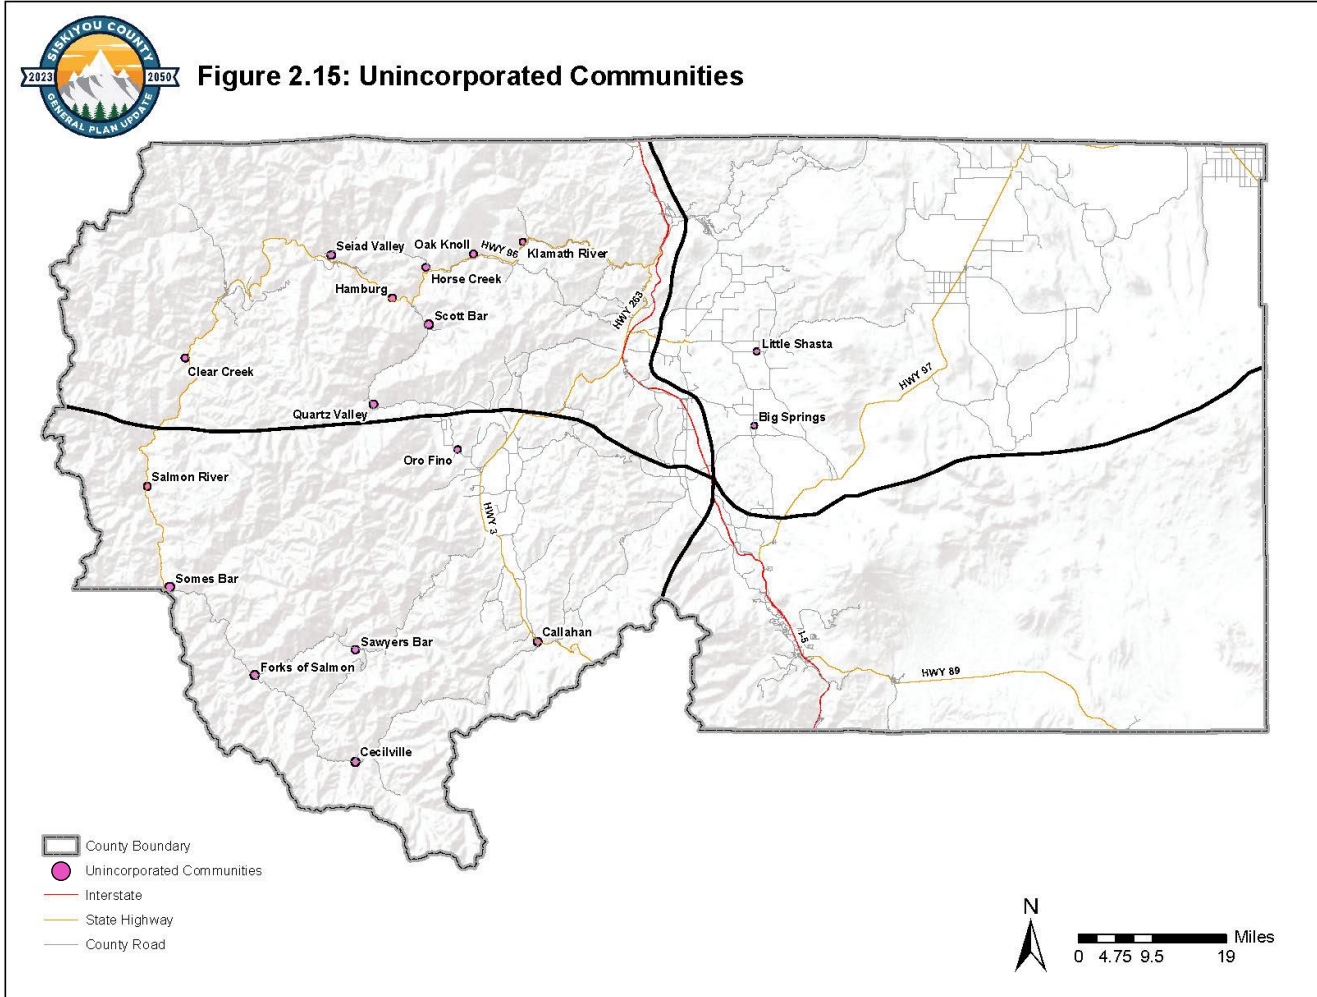 SISKIYOU COUNTY
2023 2050
GENERAL PLAN UPDATE
Figure 2.15: Unincorporated Communities
Seiad Valley
Oak Knoll
HWY 96
Klamath River
Horse Creek
Hamburg
Scott Bar
HWY 263
Little Shasta
Clear Creek
HWY 97
Quartz Valley
Big Springs
Oro Fino
Salmon River
HWY 3
Somes Bar
Callahan
I-5
Sawyers Bar
Forks of Salmon
HWY 89
Cecilville
County Boundary
Unincorporated Communities
Interstate
State Highway
County Road
N
Miles
0 4.75 9.5 19